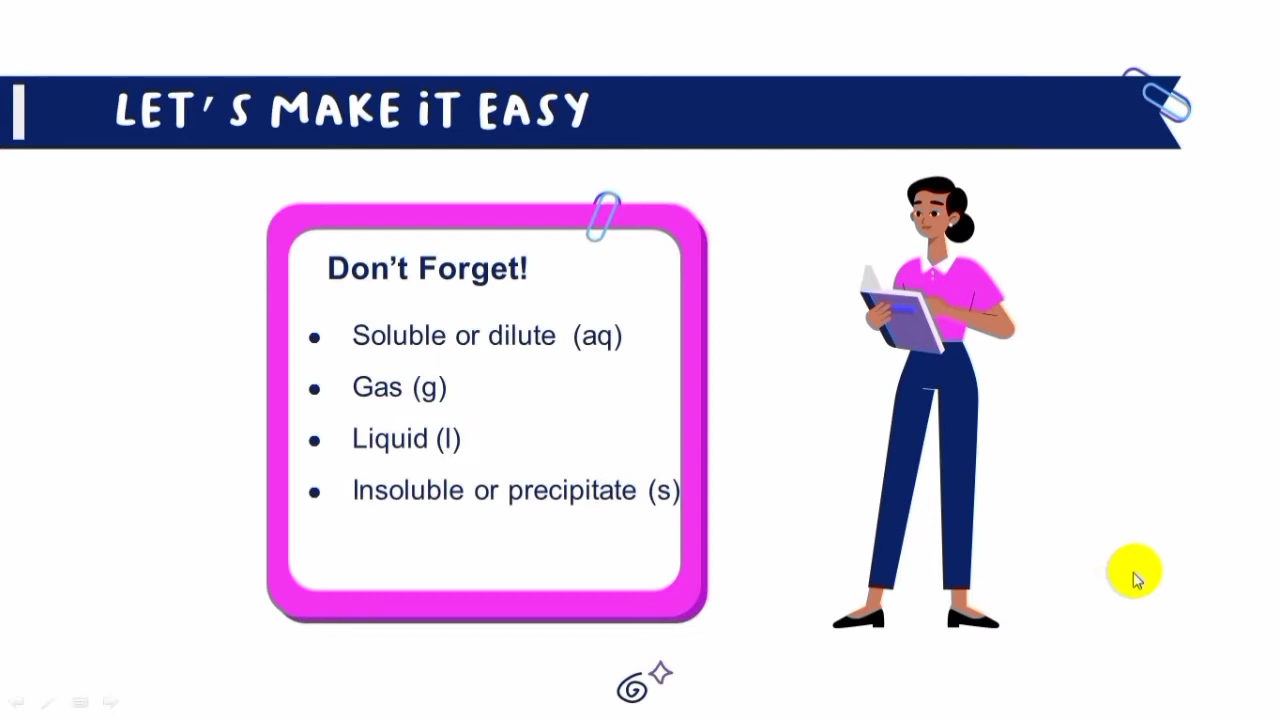 LET'S MAKE iT EASY
Don't Forget!
● Soluble or dilute (aq)
● Gas (g)
● Liquid (l)
● Insoluble or precipitate (s)